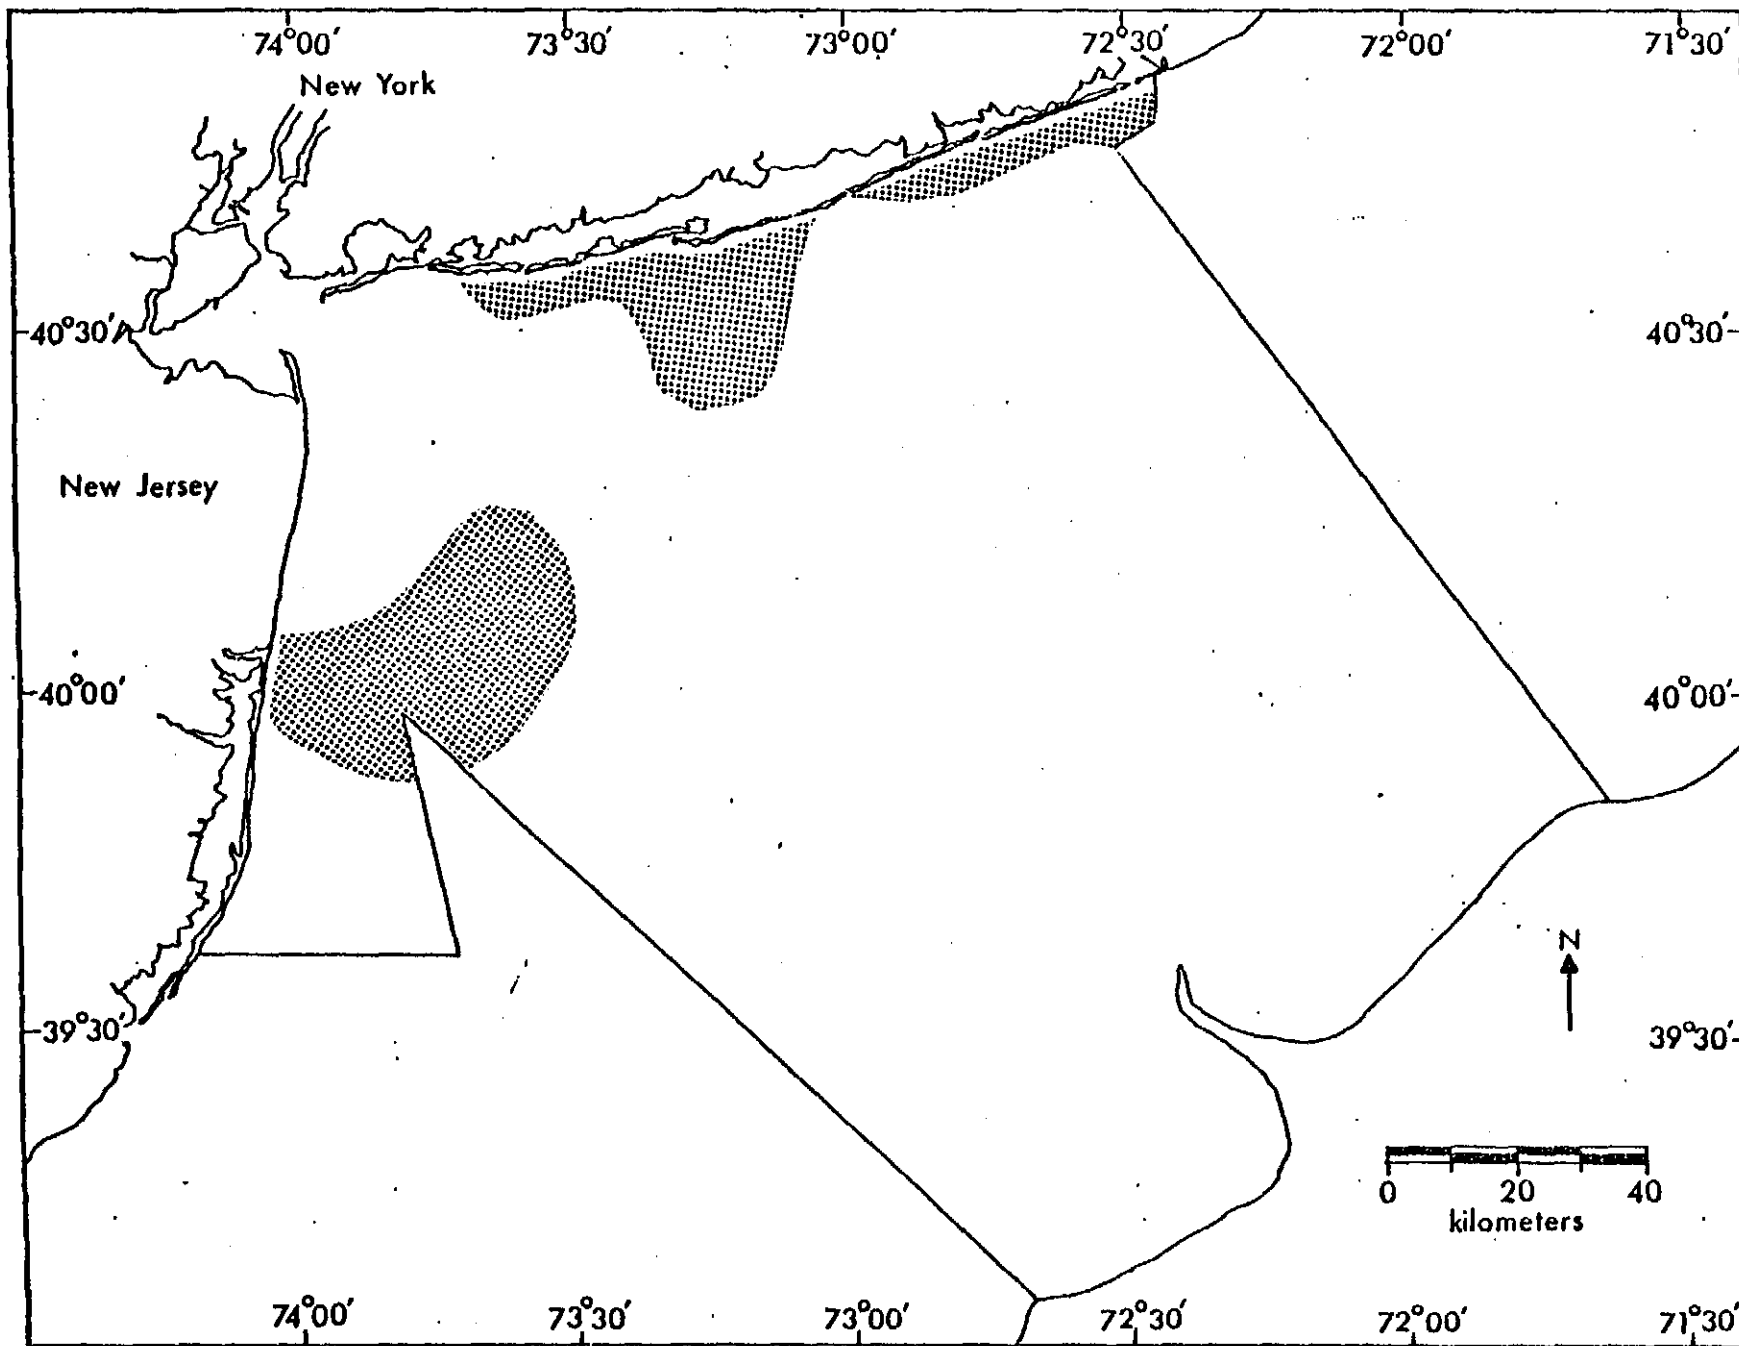 74°00′ 73°30′ 73°00′ 72°30′ 72°00′ 71°30′
New York
40°30′ 40°30′
New Jersey
40°00′ 40°00′
N
39°30′ 39°30′
0 20 40
kilometers
74°00′ 73°30′ 73°00′ 72°30′ 72°00′ 71°30′